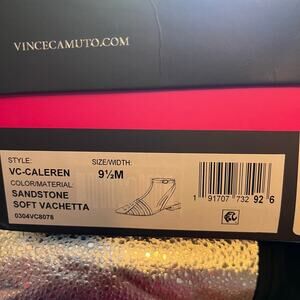 VINCECAMUTO.COM
STYLE: SIZE/WIDTH:
VC-CALEREN 9½M
COLOR/MATERIAL:
SANDSTONE
SOFT VACHETTA
0304VC8078
1 91707 732 92 6